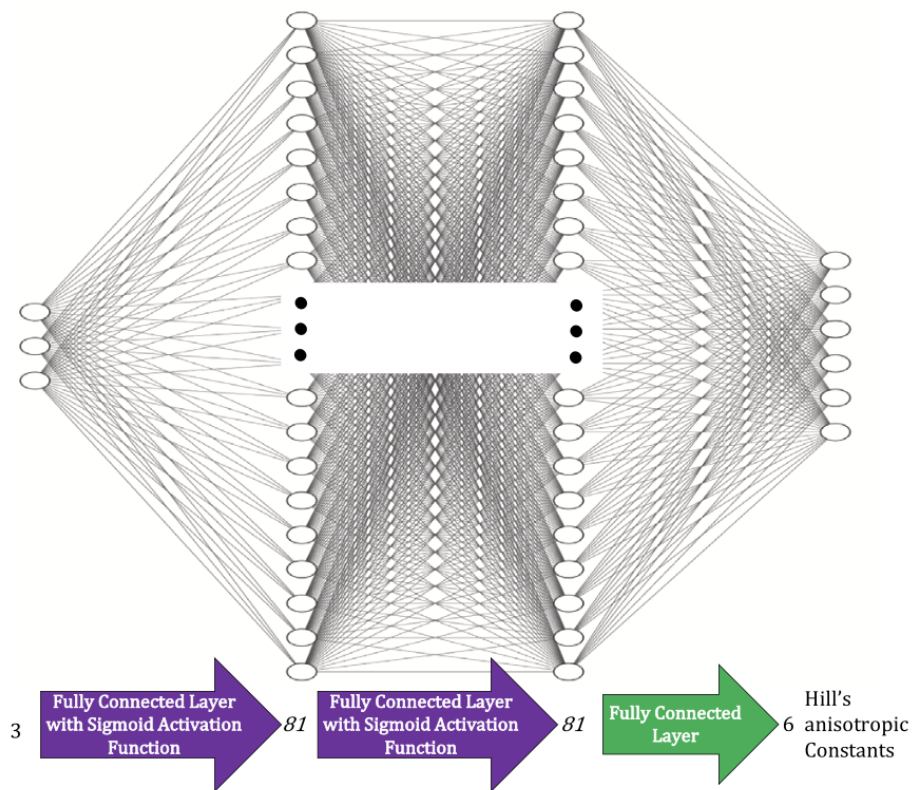 3
Fully Connected Layer
with Sigmoid Activation
Function
81
Fully Connected Layer
with Sigmoid Activation
Function
81
Fully Connected
Layer
6
Hill's
anisotropic
Constants